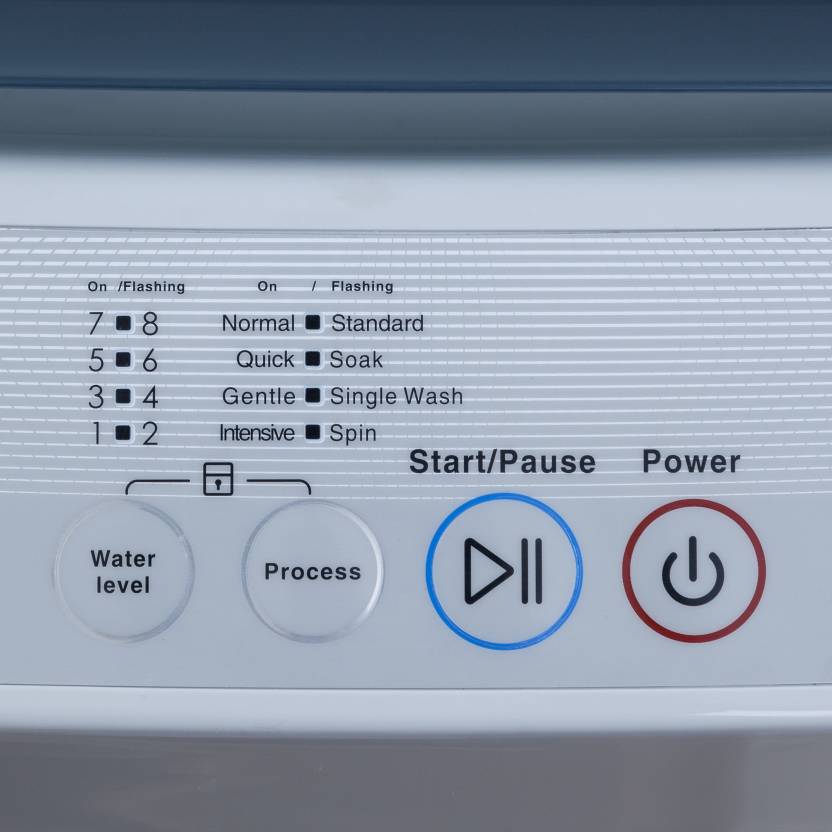 On /Flashing On / Flashing
7 8 Normal Standard
5 6 Quick Soak
3 4 Gentle Single Wash
1 2 Intensive Spin
Start/Pause Power
Water
level
Process